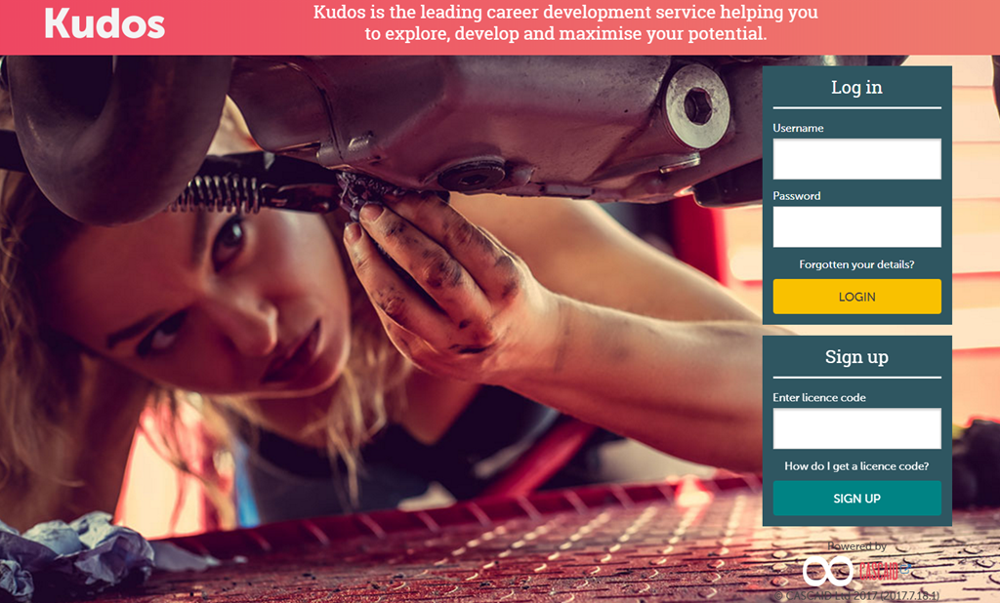 Kudos
Kudos is the leading career development service helping you
to explore, develop and maximise your potential.
Log in
Username
Password
Forgotten your details?
LOGIN
Sign up
Enter licence code
How do I get a licence code?
SIGN UP
Powered by
CASCAID
© CASCAID Ltd 2017 (2017.7.18.1)